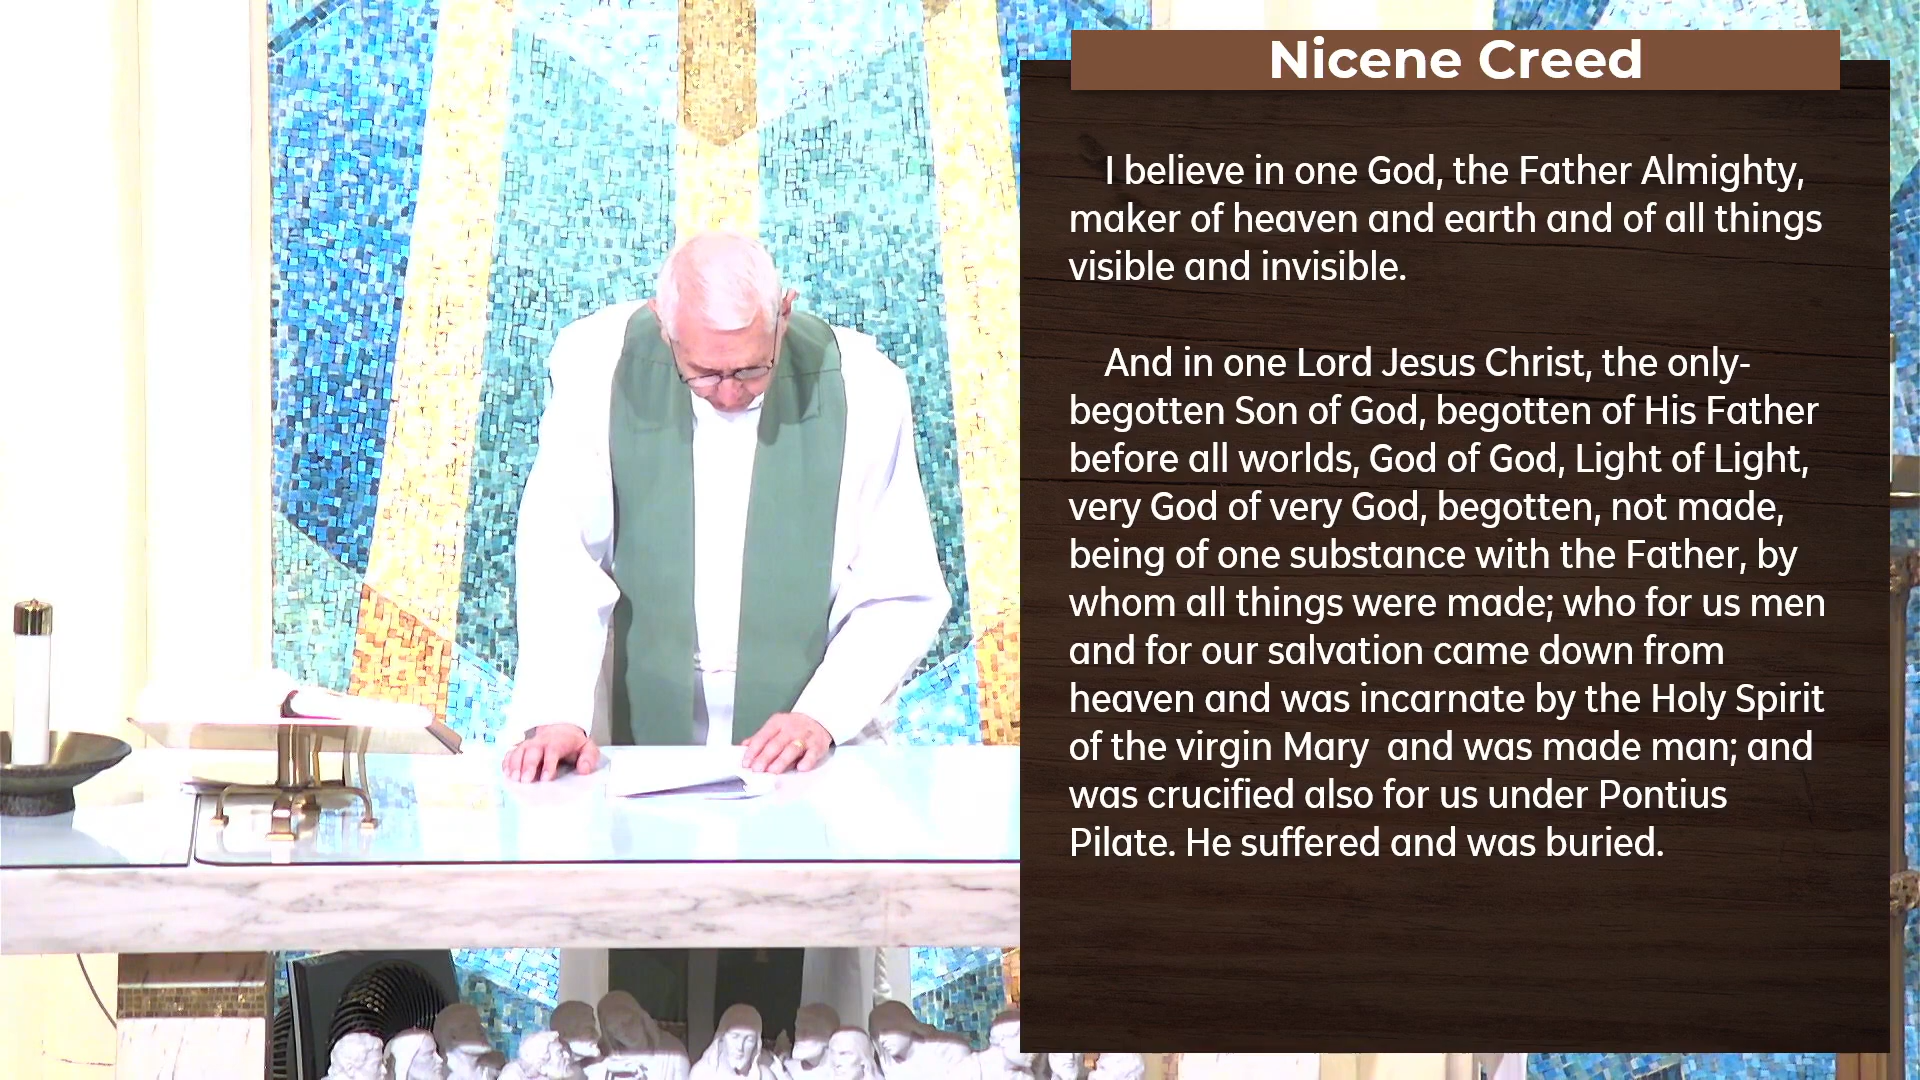 Nicene Creed
I believe in one God, the Father Almighty,
maker of heaven and earth and of all things
visible and invisible.
And in one Lord Jesus Christ, the only-
begotten Son of God, begotten of His Father
before all worlds, God of God, Light of Light,
very God of very God, begotten, not made,
being of one substance with the Father, by
whom all things were made; who for us men
and for our salvation came down from
heaven and was incarnate by the Holy Spirit
of the virgin Mary  and was made man; and
was crucified also for us under Pontius
Pilate. He suffered and was buried.